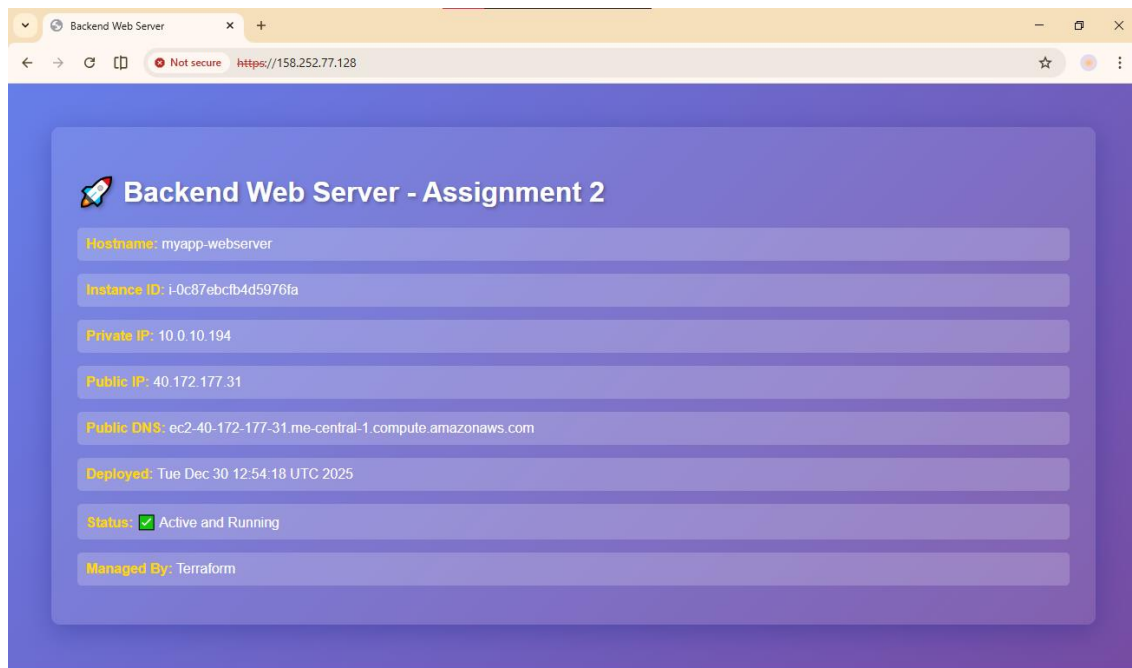 Backend Web Server
Not secure https://158.252.77.128
🚀 Backend Web Server - Assignment 2
Hostname: myapp-webserver
Instance ID: i-0c87ebcfb4d5976fa
Private IP: 10.0.10.194
Public IP: 40.172.177.31
Public DNS: ec2-40-172-177-31.me-central-1.compute.amazonaws.com
Deployed: Tue Dec 30 12:54:18 UTC 2025
Status: ✅ Active and Running
Managed By: Terraform